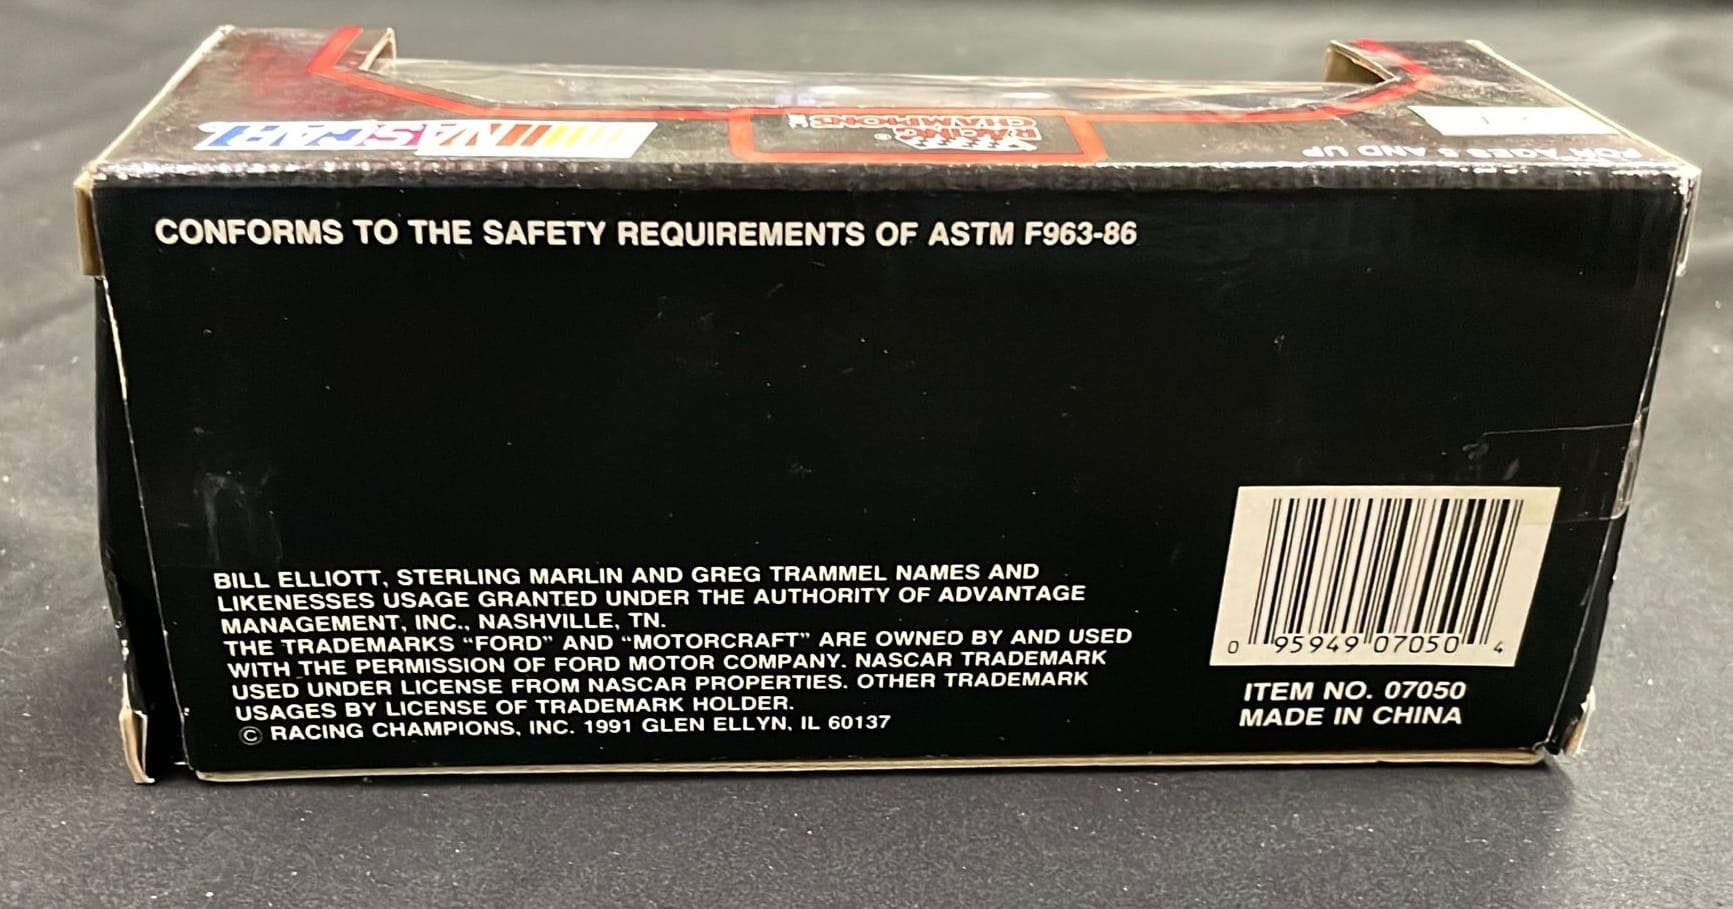 NASCAR
RACING
CHAMPIONS INC.
®
FOR AGES 5 AND UP
CONFORMS TO THE SAFETY REQUIREMENTS OF ASTM F963-86
BILL ELLIOTT, STERLING MARLIN AND GREG TRAMMEL NAMES AND
LIKENESSES USAGE GRANTED UNDER THE AUTHORITY OF ADVANTAGE
MANAGEMENT, INC., NASHVILLE, TN.
THE TRADEMARKS “FORD” AND “MOTORCRAFT” ARE OWNED BY AND USED
WITH THE PERMISSION OF FORD MOTOR COMPANY. NASCAR TRADEMARK
USED UNDER LICENSE FROM NASCAR PROPERTIES. OTHER TRADEMARK
USAGES BY LICENSE OF TRADEMARK HOLDER.
© RACING CHAMPIONS, INC. 1991 GLEN ELLYN, IL 60137
0 95949 07050 4
ITEM NO. 07050
MADE IN CHINA